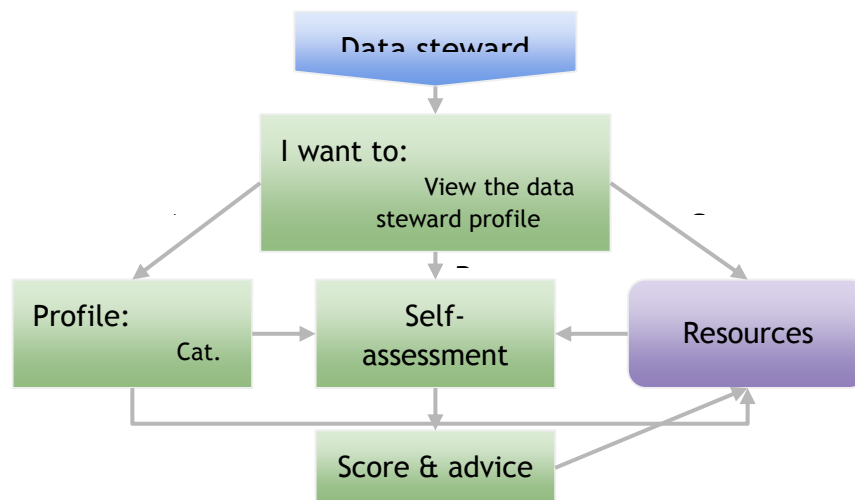 Data steward
I want to:
View the data
steward profile
Profile:
Cat.
Self-
assessment
Resources
Score & advice